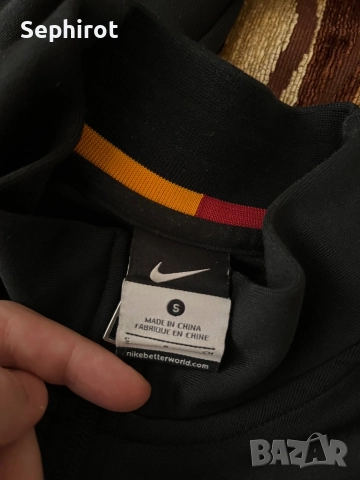 Sephirot
S
MADE IN CHINA
FABRIQUÉ EN CHINE
nikebetterworld.com
BAZAR